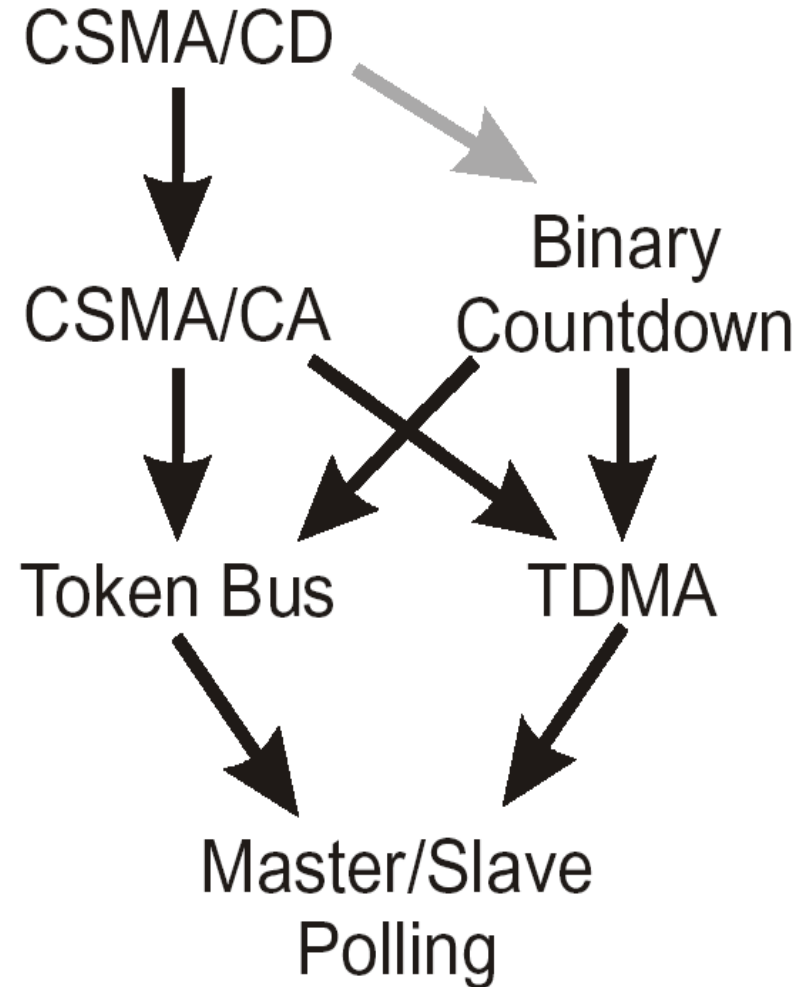 CSMA/CD
Binary
Countdown
CSMA/CA
Token Bus
TDMA
Master/Slave
Polling